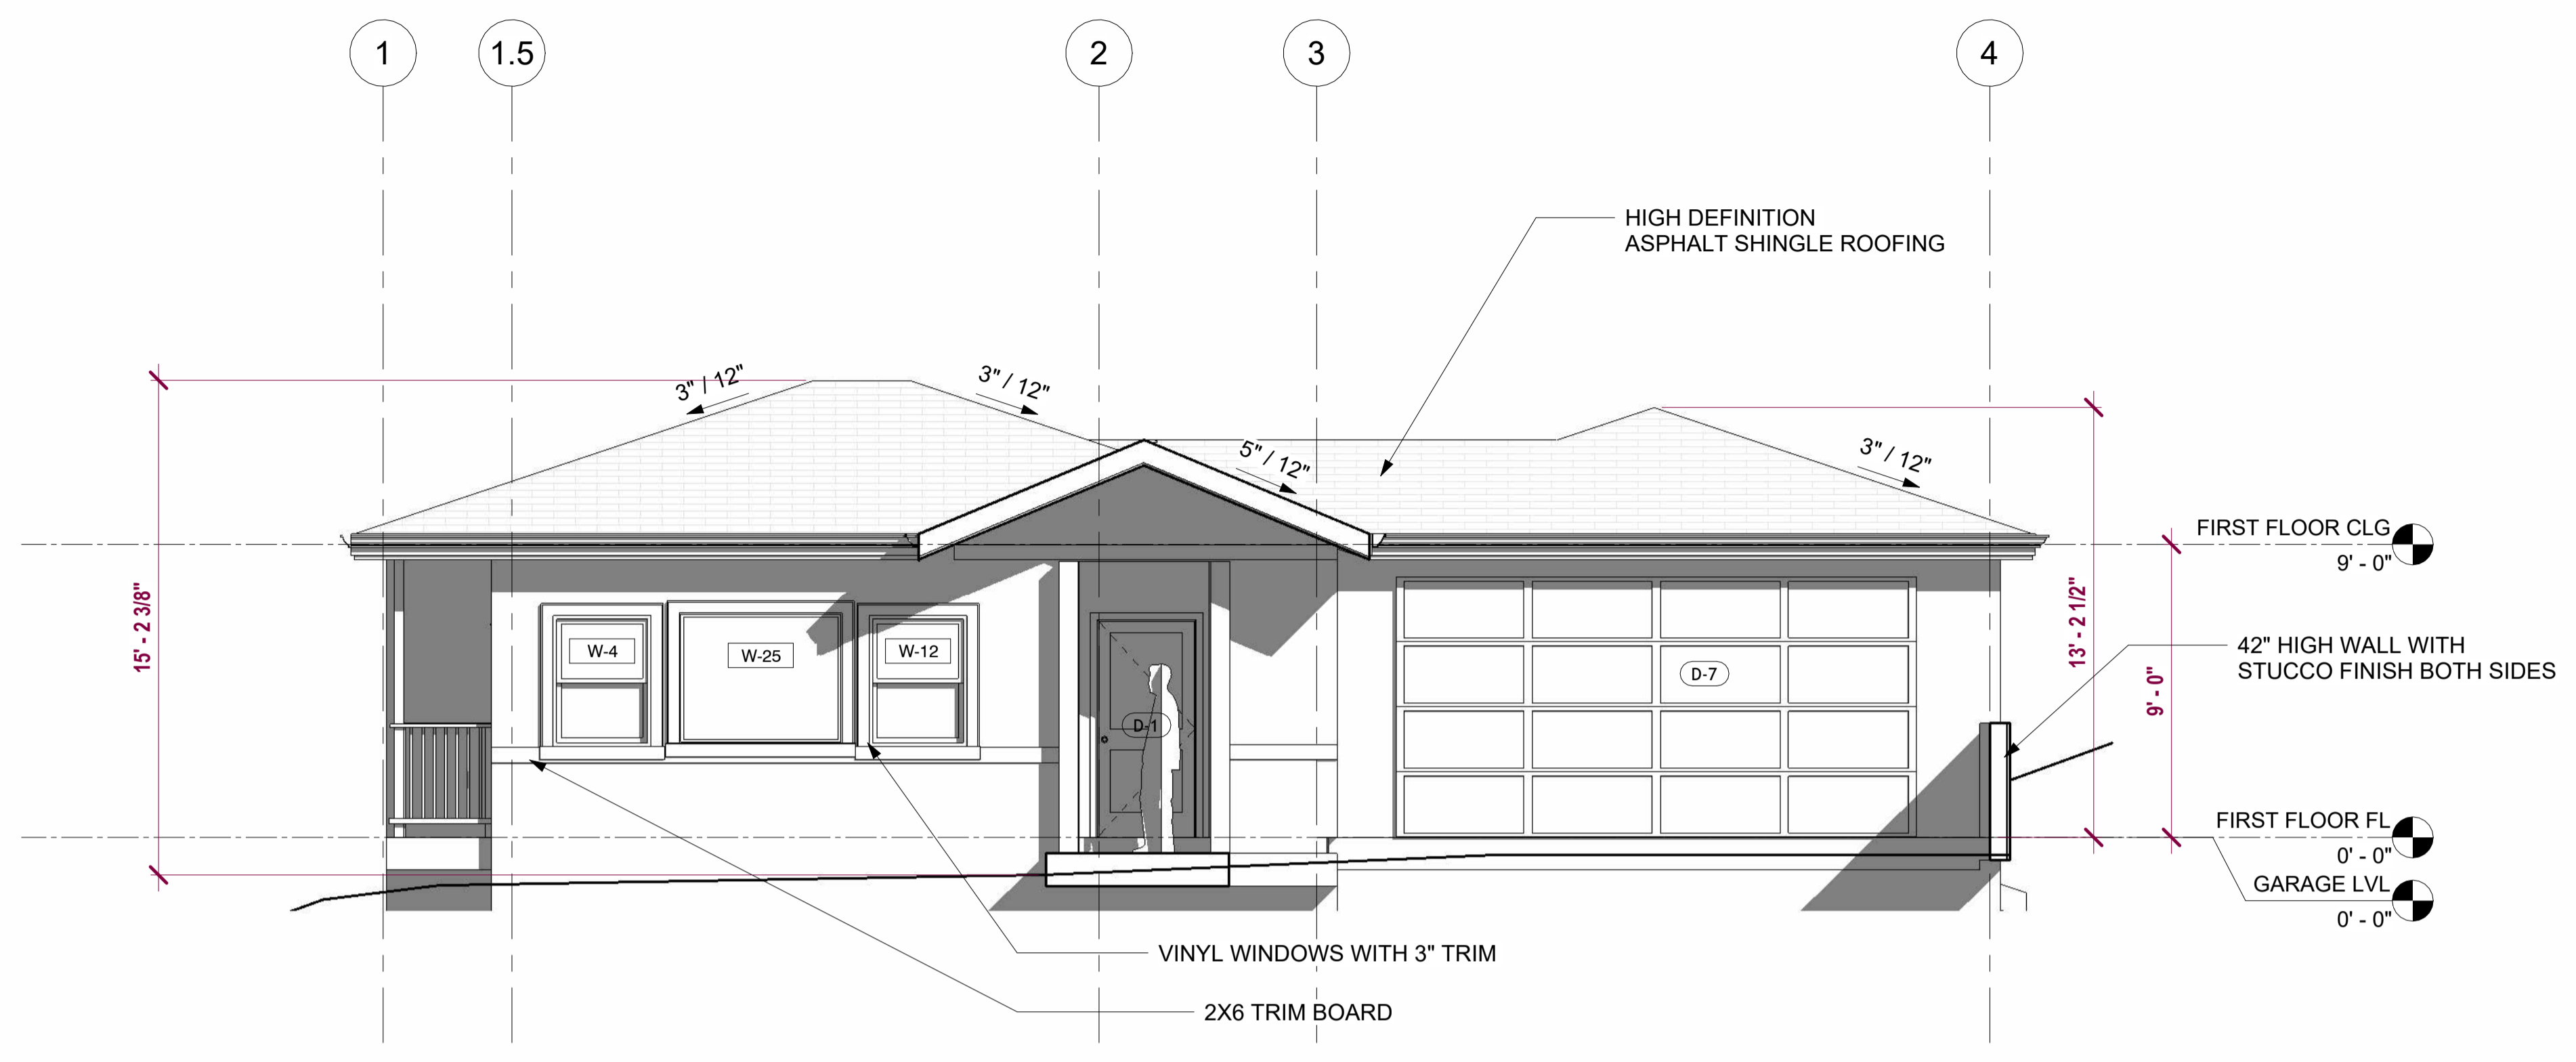 1
1.5
2
3
4
HIGH DEFINITION
ASPHALT SHINGLE ROOFING
3" / 12"
3" / 12"
5" / 12"
3" / 12"
FIRST FLOOR CLG
9' - 0"
15' - 2 3/8"
13' - 2 1/2"
9' - 0"
W-4
W-25
W-12
D-1
D-7
42" HIGH WALL WITH
STUCCO FINISH BOTH SIDES
FIRST FLOOR FL
0' - 0"
GARAGE LVL
0' - 0"
VINYL WINDOWS WITH 3" TRIM
2X6 TRIM BOARD